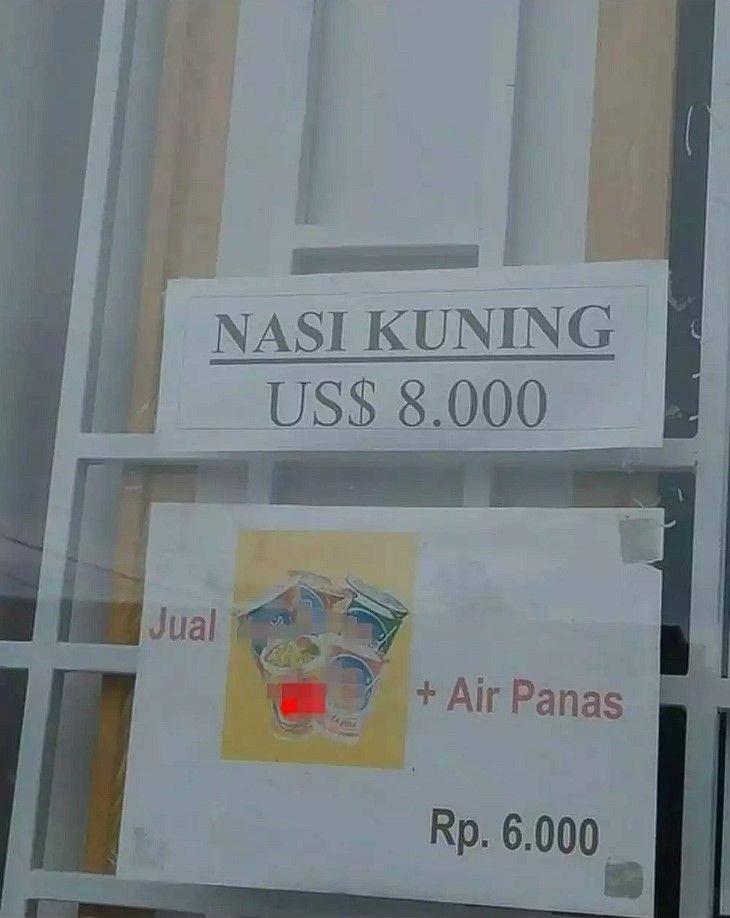 NASI KUNING
US$ 8.000
Jual
+ Air Panas
Rp. 6.000